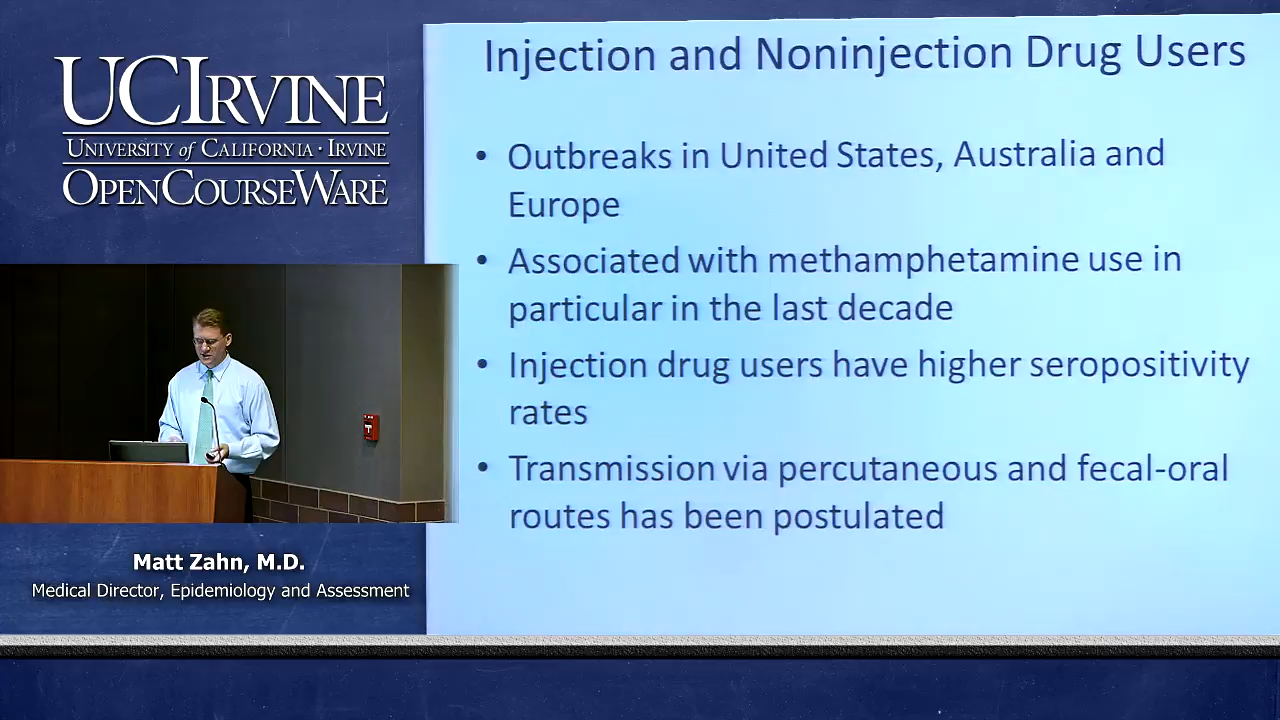 UCIRVINE
UNIVERSITY of CALIFORNIA · IRVINE
OPENCOURSEWARE
Matt Zahn, M.D.
Medical Director, Epidemiology and Assessment
Injection and Noninjection Drug Users
• Outbreaks in United States, Australia and
Europe
• Associated with methamphetamine use in
particular in the last decade
• Injection drug users have higher seropositivity
rates
• Transmission via percutaneous and fecal-oral
routes has been postulated